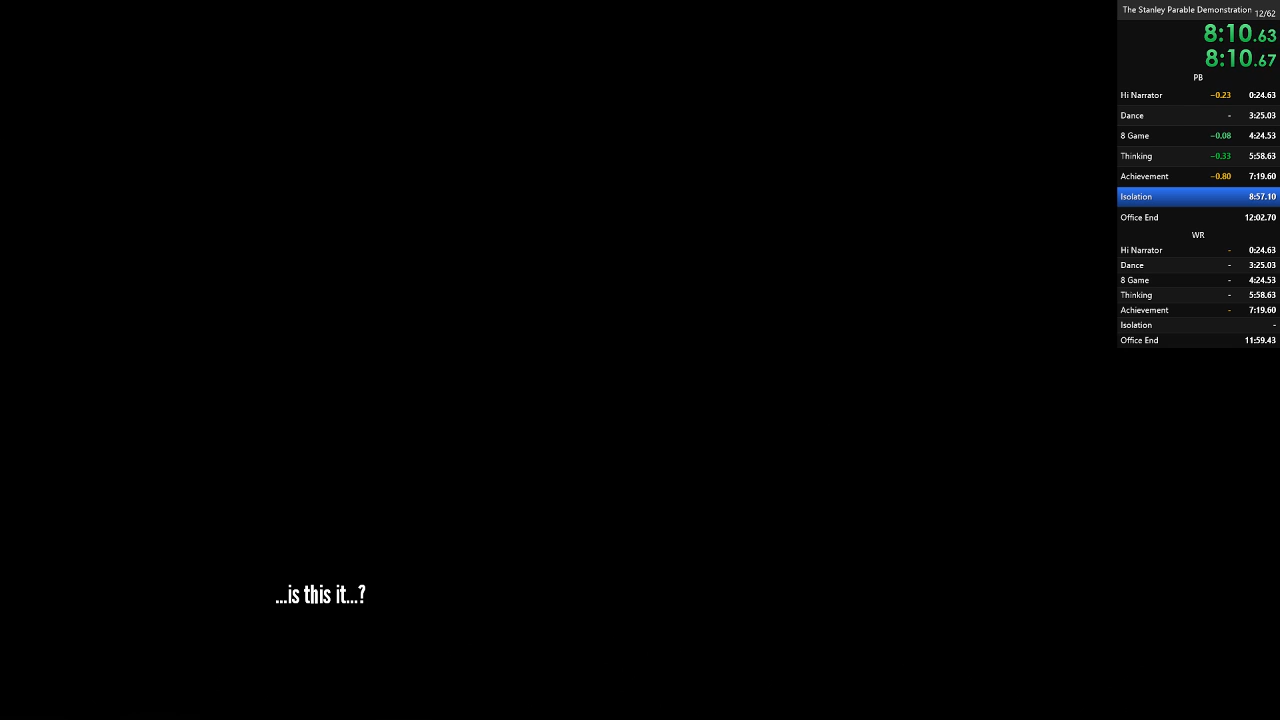 The Stanley Parable Demonstration 12/62
8:10.63
8:10.67
PB
Hi Narrator −0.23 0:24.63
Dance - 3:25.03
8 Game −0.08 4:24.53
Thinking −0.33 5:58.63
Achievement −0.80 7:19.60
Isolation 8:57.10
Office End 12:02.70
WR
Hi Narrator - 0:24.63
Dance - 3:25.03
8 Game - 4:24.53
Thinking - 5:58.63
Achievement - 7:19.60
Isolation -
Office End 11:59.43
...is this it...?